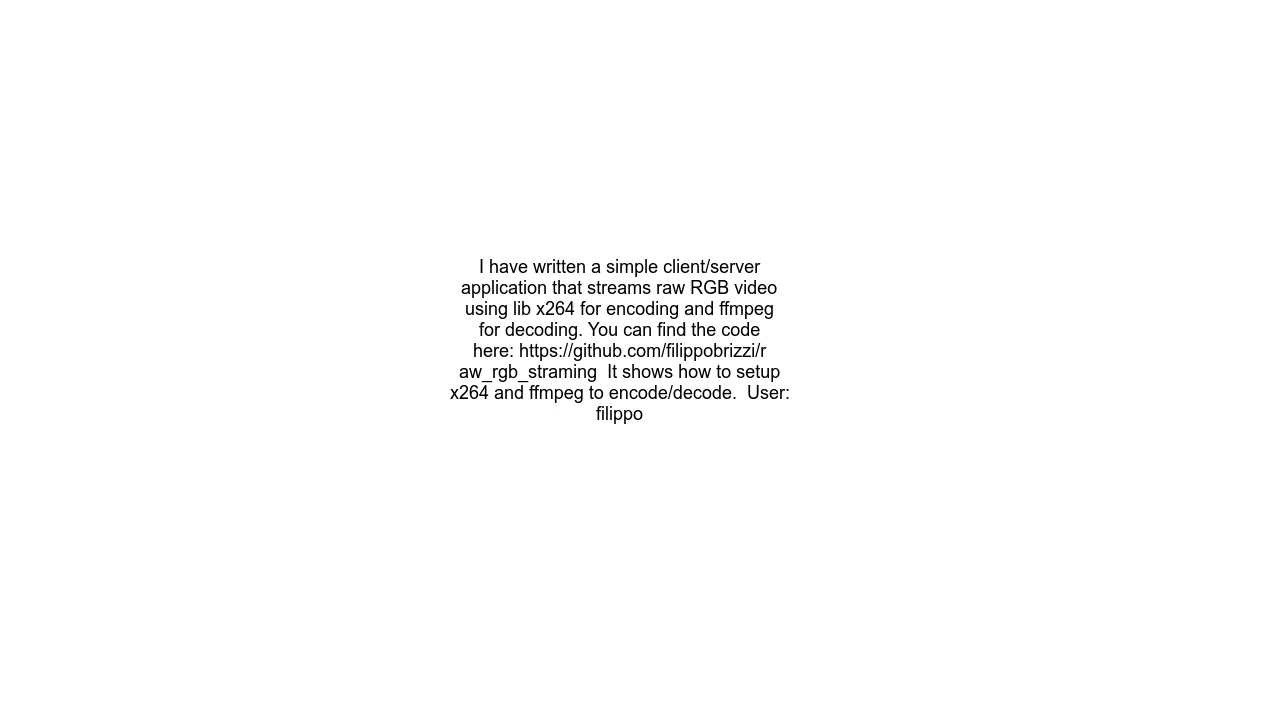 I have written a simple client/server
application that streams raw RGB video
using lib x264 for encoding and ffmpeg
for decoding. You can find the code
here: https://github.com/filippobrizzi/r
aw_rgb_straming  It shows how to setup
x264 and ffmpeg to encode/decode.  User:
filippo